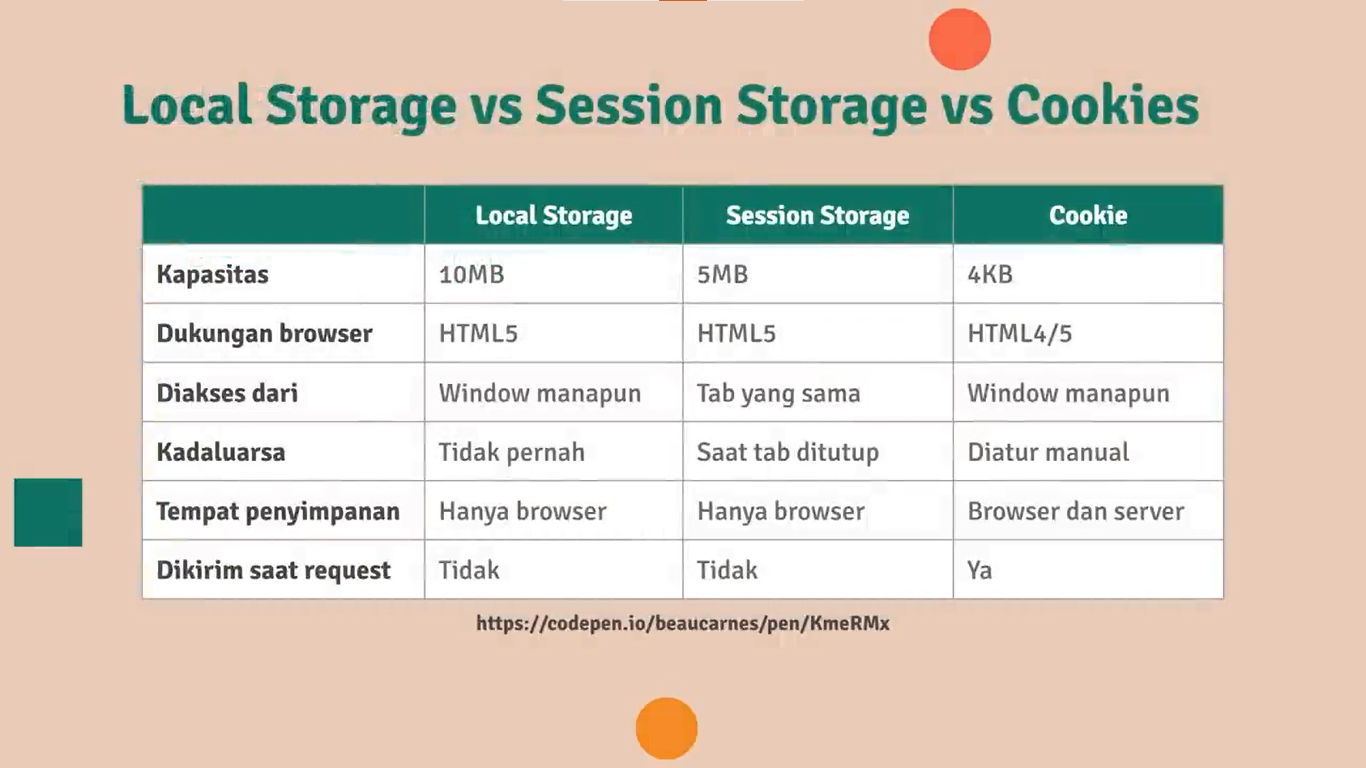 Local Storage vs Session Storage vs Cookies
Local Storage Session Storage Cookie
Kapasitas 10MB 5MB 4KB
Dukungan browser HTML5 HTML5 HTML4/5
Diakses dari Window manapun Tab yang sama Window manapun
Kadaluarsa Tidak pernah Saat tab ditutup Diatur manual
Tempat penyimpanan Hanya browser Hanya browser Browser dan server
Dikirim saat request Tidak Tidak Ya
https://codepen.io/beaucarnes/pen/KmeRMx